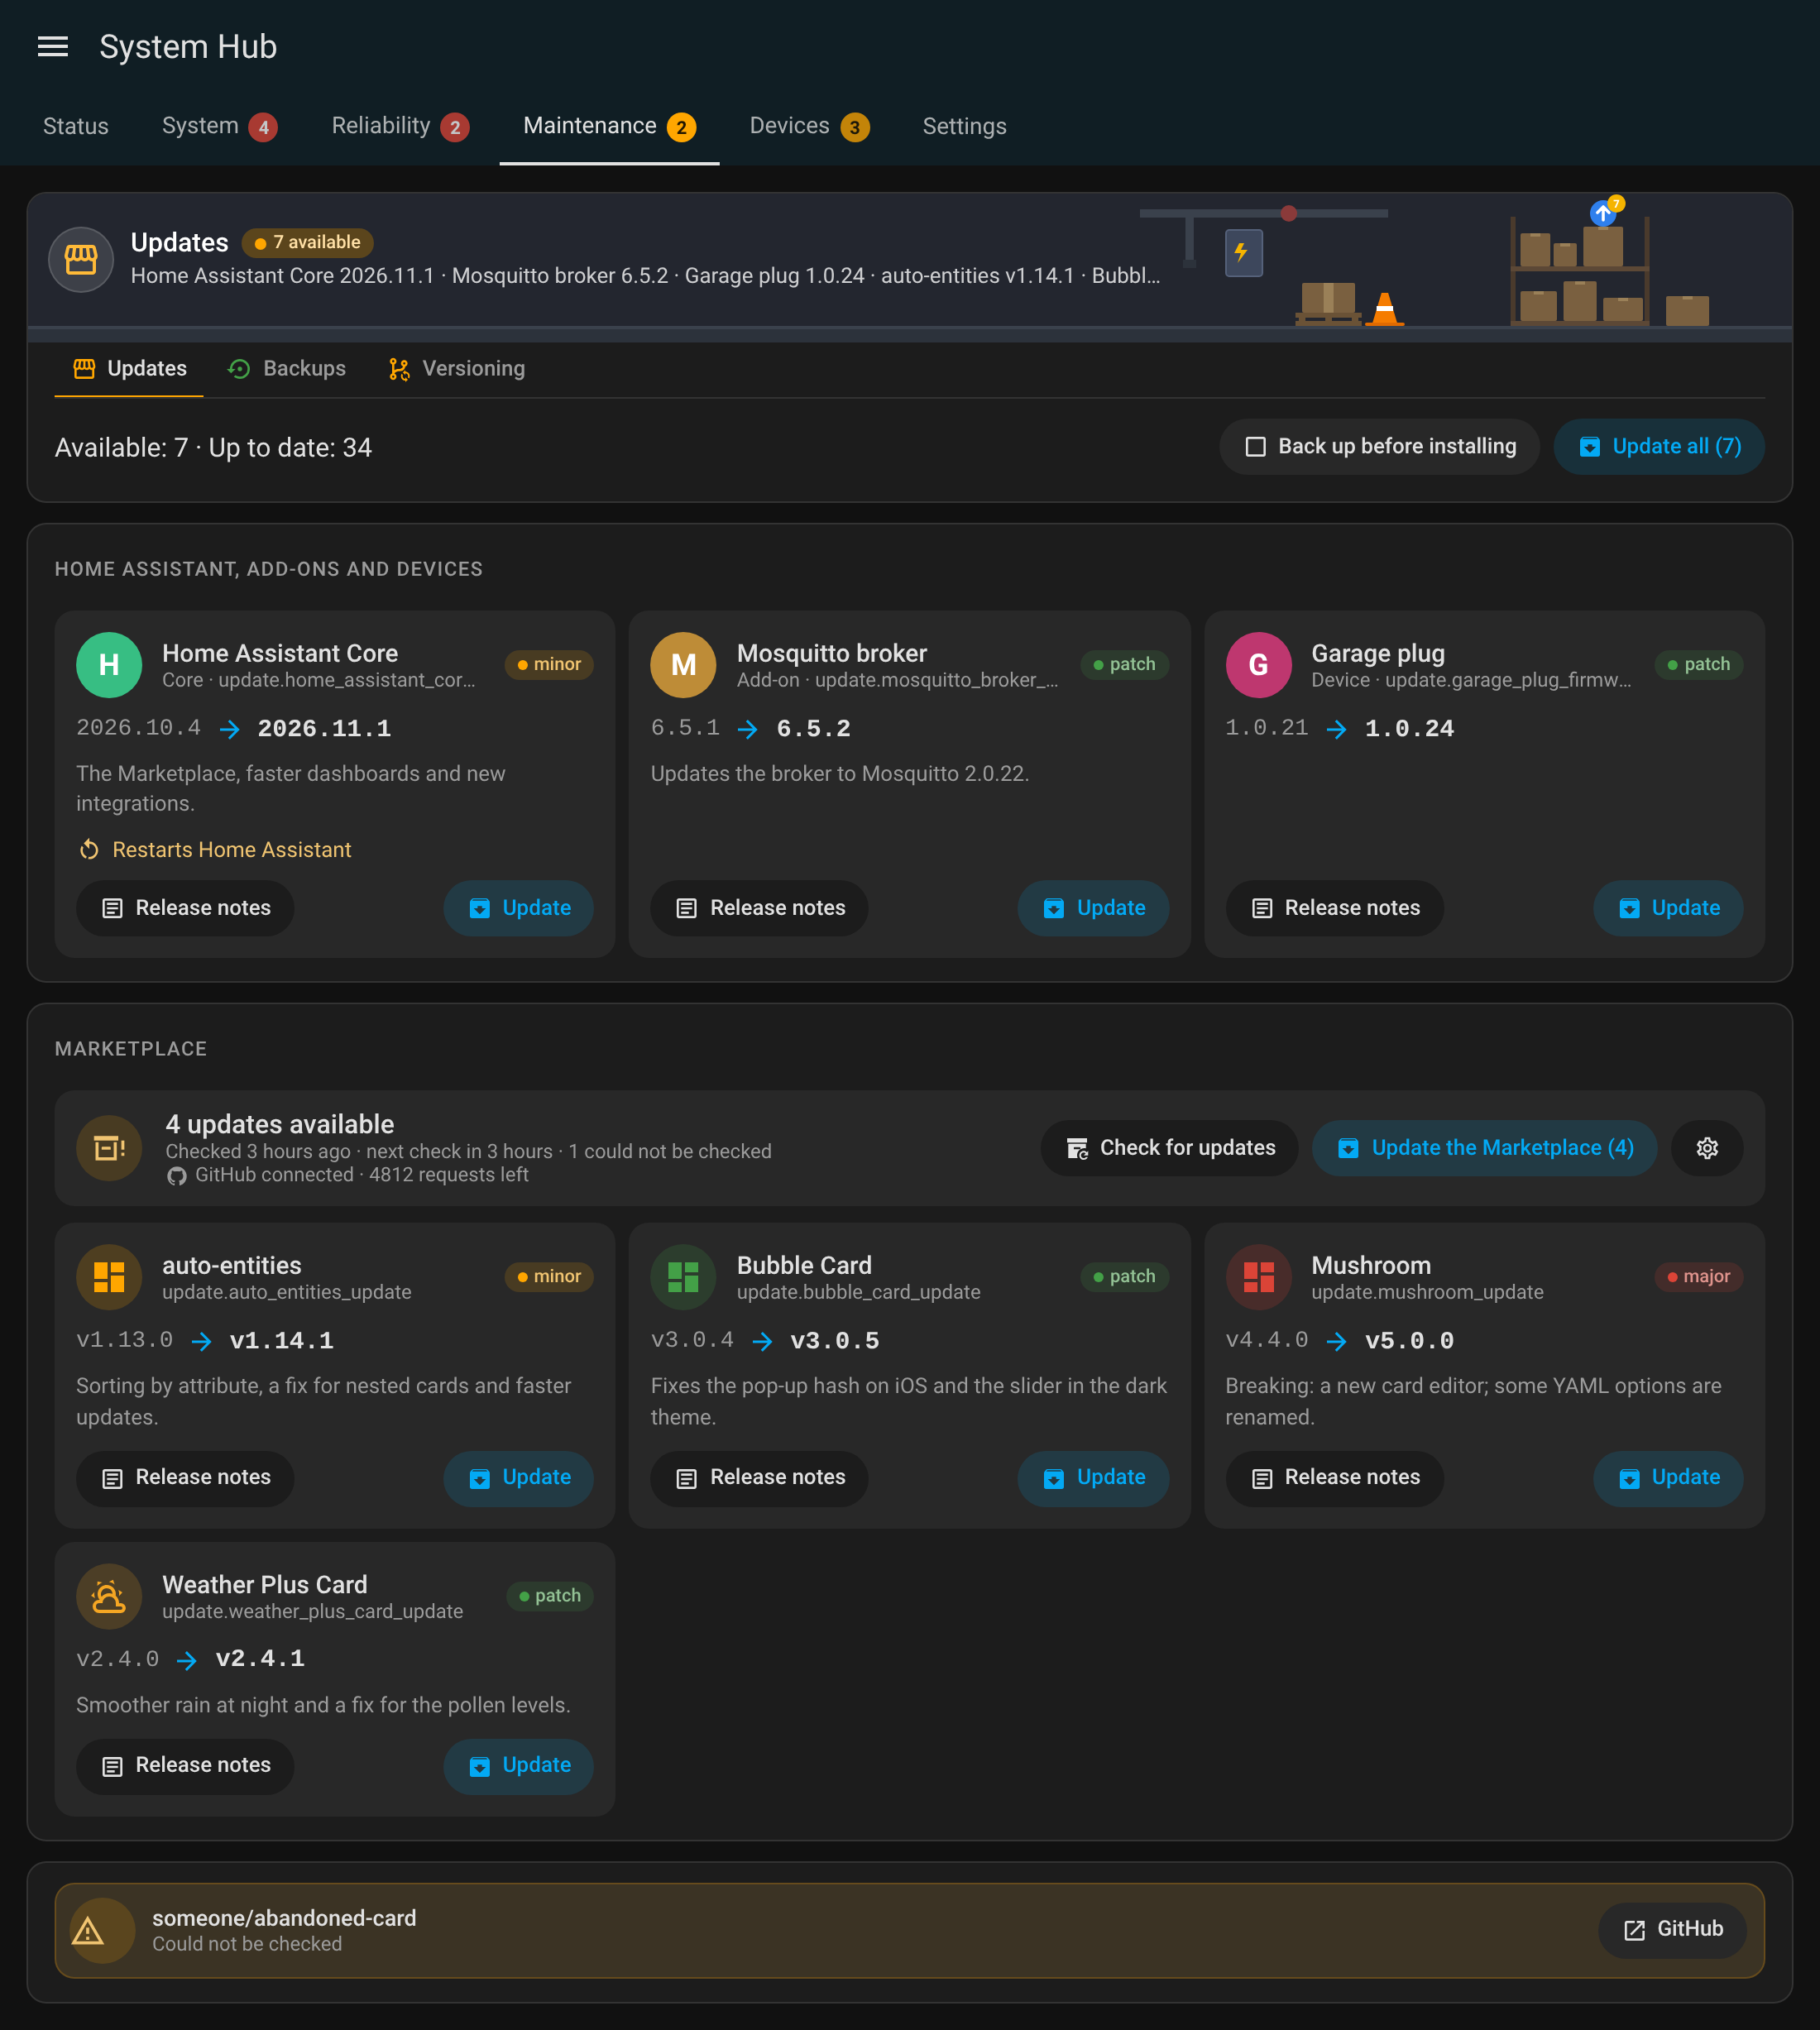 System Hub
Status
System 4
Reliability 2
Maintenance 2
Devices 3
Settings
Updates
7 available
Home Assistant Core 2026.11.1 · Mosquitto broker 6.5.2 · Garage plug 1.0.24 · auto-entities v1.14.1 · Bubbl...
7
Updates
Backups
Versioning
Available: 7 · Up to date: 34
Back up before installing
Update all (7)
HOME ASSISTANT, ADD-ONS AND DEVICES
H
Home Assistant Core
Core · update.home_assistant_cor...
minor
2026.10.4 → 2026.11.1
The Marketplace, faster dashboards and new
integrations.
Restarts Home Assistant
Release notes
Update
M
Mosquitto broker
Add-on · update.mosquitto_broker_...
patch
6.5.1 → 6.5.2
Updates the broker to Mosquitto 2.0.22.
Release notes
Update
G
Garage plug
Device · update.garage_plug_firmw...
patch
1.0.21 → 1.0.24
Release notes
Update
MARKETPLACE
4 updates available
Checked 3 hours ago · next check in 3 hours · 1 could not be checked
GitHub connected · 4812 requests left
Check for updates
Update the Marketplace (4)
auto-entities
update.auto_entities_update
minor
v1.13.0 → v1.14.1
Sorting by attribute, a fix for nested cards and faster
updates.
Release notes
Update
Bubble Card
update.bubble_card_update
patch
v3.0.4 → v3.0.5
Fixes the pop-up hash on iOS and the slider in the dark
theme.
Release notes
Update
Mushroom
update.mushroom_update
major
v4.4.0 → v5.0.0
Breaking: a new card editor; some YAML options are
renamed.
Release notes
Update
Weather Plus Card
update.weather_plus_card_update
patch
v2.4.0 → v2.4.1
Smoother rain at night and a fix for the pollen levels.
Release notes
Update
someone/abandoned-card
Could not be checked
GitHub